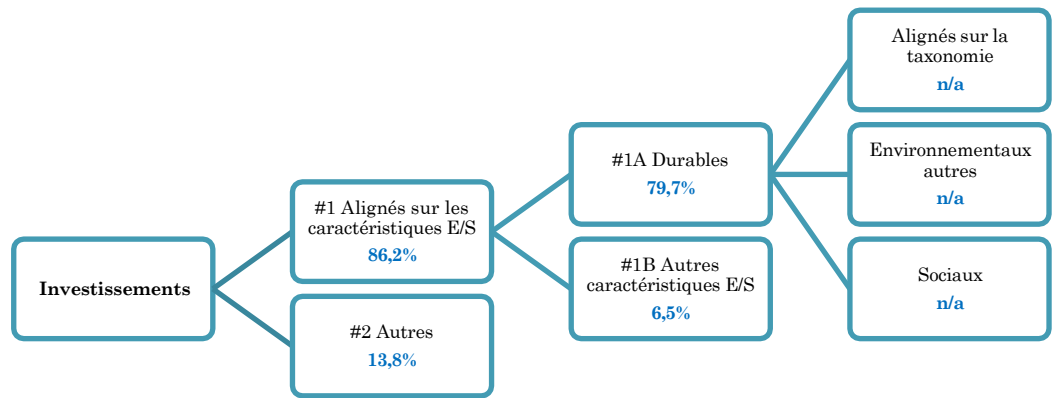 Investissements
#1 Alignés sur les
caractéristiques E/S
86,2%
#2 Autres
13,8%
#1A Durables
79,7%
#1B Autres
caractéristiques E/S
6,5%
Alignés sur la
taxonomie
n/a
Environnementaux
autres
n/a
Sociaux
n/a